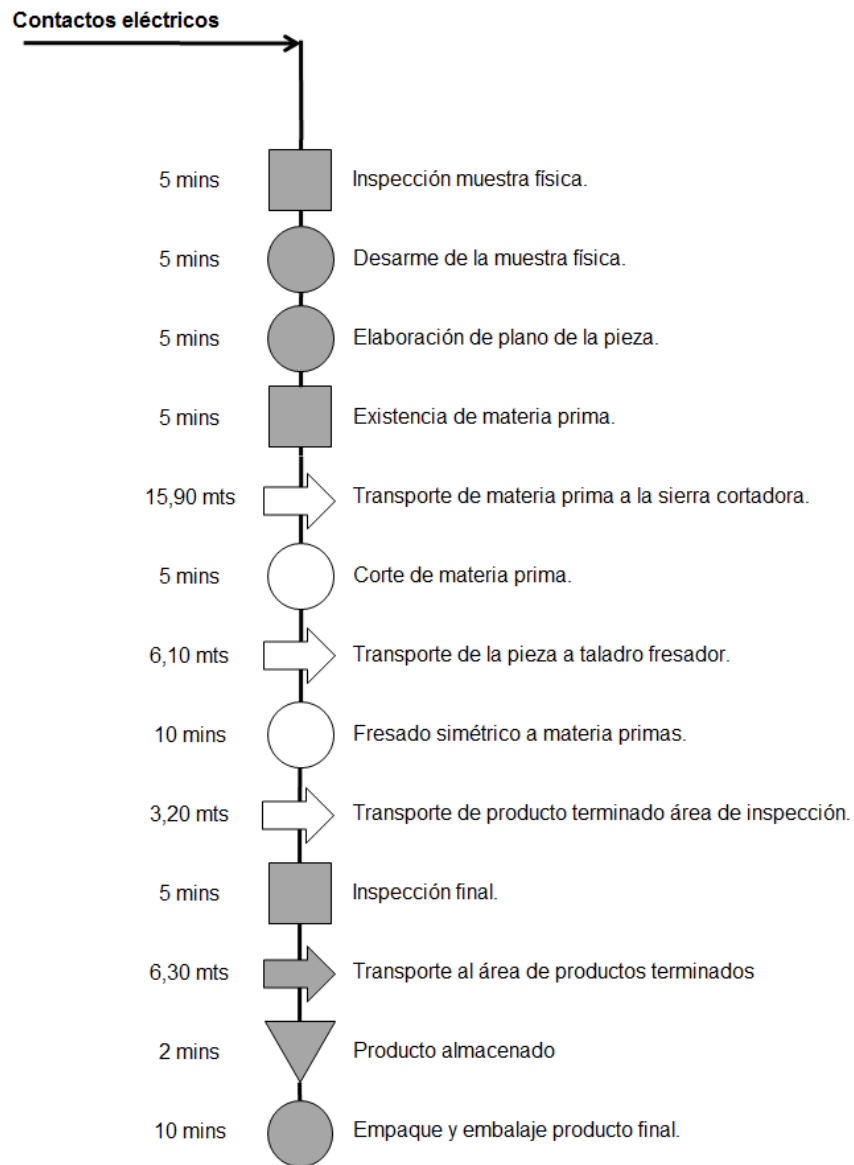 Contactos eléctricos
5 mins Inspección muestra física.
5 mins Desarme de la muestra física.
5 mins Elaboración de plano de la pieza.
5 mins Existencia de materia prima.
15,90 mts Transporte de materia prima a la sierra cortadora.
5 mins Corte de materia prima.
6,10 mts Transporte de la pieza a taladro fresador.
10 mins Fresado simétrico a materia primas.
3,20 mts Transporte de producto terminado área de inspección.
5 mins Inspección final.
6,30 mts Transporte al área de productos terminados
2 mins Producto almacenado
10 mins Empaque y embalaje producto final.